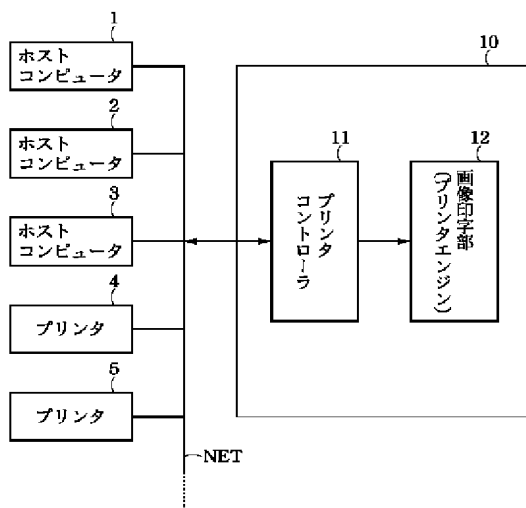 1
ホスト
コンピュータ
2
ホスト
コンピュータ
3
ホスト
コンピュータ
4
プリンタ
5
プリンタ
NET
10
11
プリンタ
コントローラ
12
画像印字部
(プリンタエンジン)